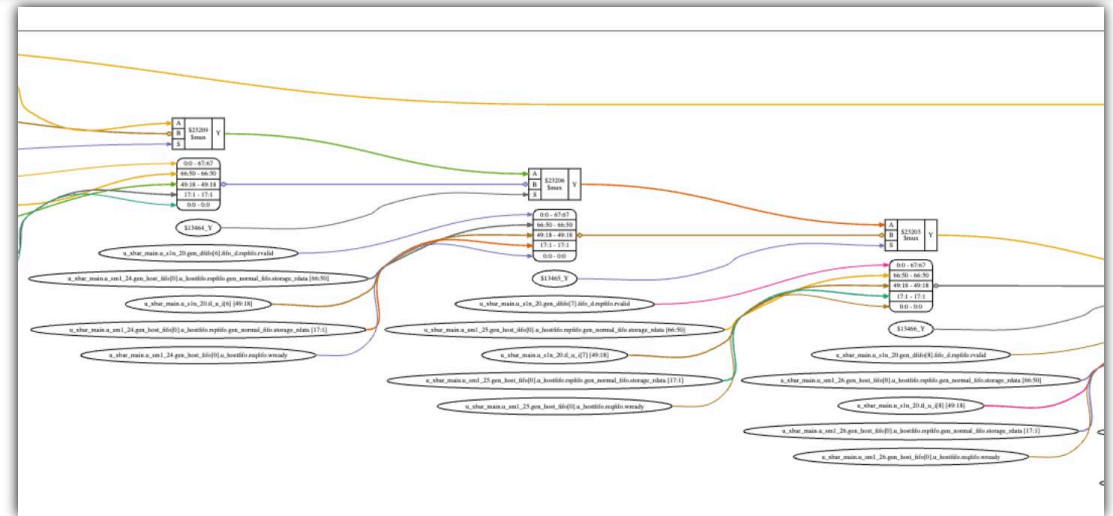 A
B
S
$23209
$mux
Y
0:0 - 67:67
66:50 - 66:50
49:18 - 49:18
17:1 - 17:1
0:0 - 0:0
$13464_Y
u_xbar_main.u_s1n_20.gen_dfifo[6].fifo_d.rspfifo.rvalid
u_xbar_main.u_sm1_24.gen_host_fifo[0].u_hostfifo.rspfifo.gen_normal_fifo.storage_rdata [66:50]
u_xbar_main.u_s1n_20.tl_u_i[6] [49:18]
u_xbar_main.u_sm1_24.gen_host_fifo[0].u_hostfifo.rspfifo.gen_normal_fifo.storage_rdata [17:1]
u_xbar_main.u_sm1_24.gen_host_fifo[0].u_hostfifo.reqfifo.wready
A
B
S
$23206
$mux
Y
0:0 - 67:67
66:50 - 66:50
49:18 - 49:18
17:1 - 17:1
0:0 - 0:0
$13465_Y
u_xbar_main.u_s1n_20.gen_dfifo[7].fifo_d.rspfifo.rvalid
u_xbar_main.u_sm1_25.gen_host_fifo[0].u_hostfifo.rspfifo.gen_normal_fifo.storage_rdata [66:50]
u_xbar_main.u_s1n_20.tl_u_i[7] [49:18]
u_xbar_main.u_sm1_25.gen_host_fifo[0].u_hostfifo.rspfifo.gen_normal_fifo.storage_rdata [17:1]
u_xbar_main.u_sm1_25.gen_host_fifo[0].u_hostfifo.reqfifo.wready
A
B
S
$23203
$mux
Y
0:0 - 67:67
66:50 - 66:50
49:18 - 49:18
17:1 - 17:1
0:0 - 0:0
$13466_Y
u_xbar_main.u_s1n_20.gen_dfifo[8].fifo_d.rspfifo.rvalid
u_xbar_main.u_sm1_26.gen_host_fifo[0].u_hostfifo.rspfifo.gen_normal_fifo.storage_rdata [66:50]
u_xbar_main.u_s1n_20.tl_u_i[8] [49:18]
u_xbar_main.u_sm1_26.gen_host_fifo[0].u_hostfifo.rspfifo.gen_normal_fifo.storage_rdata [17:1]
u_xbar_main.u_sm1_26.gen_host_fifo[0].u_hostfifo.reqfifo.wready